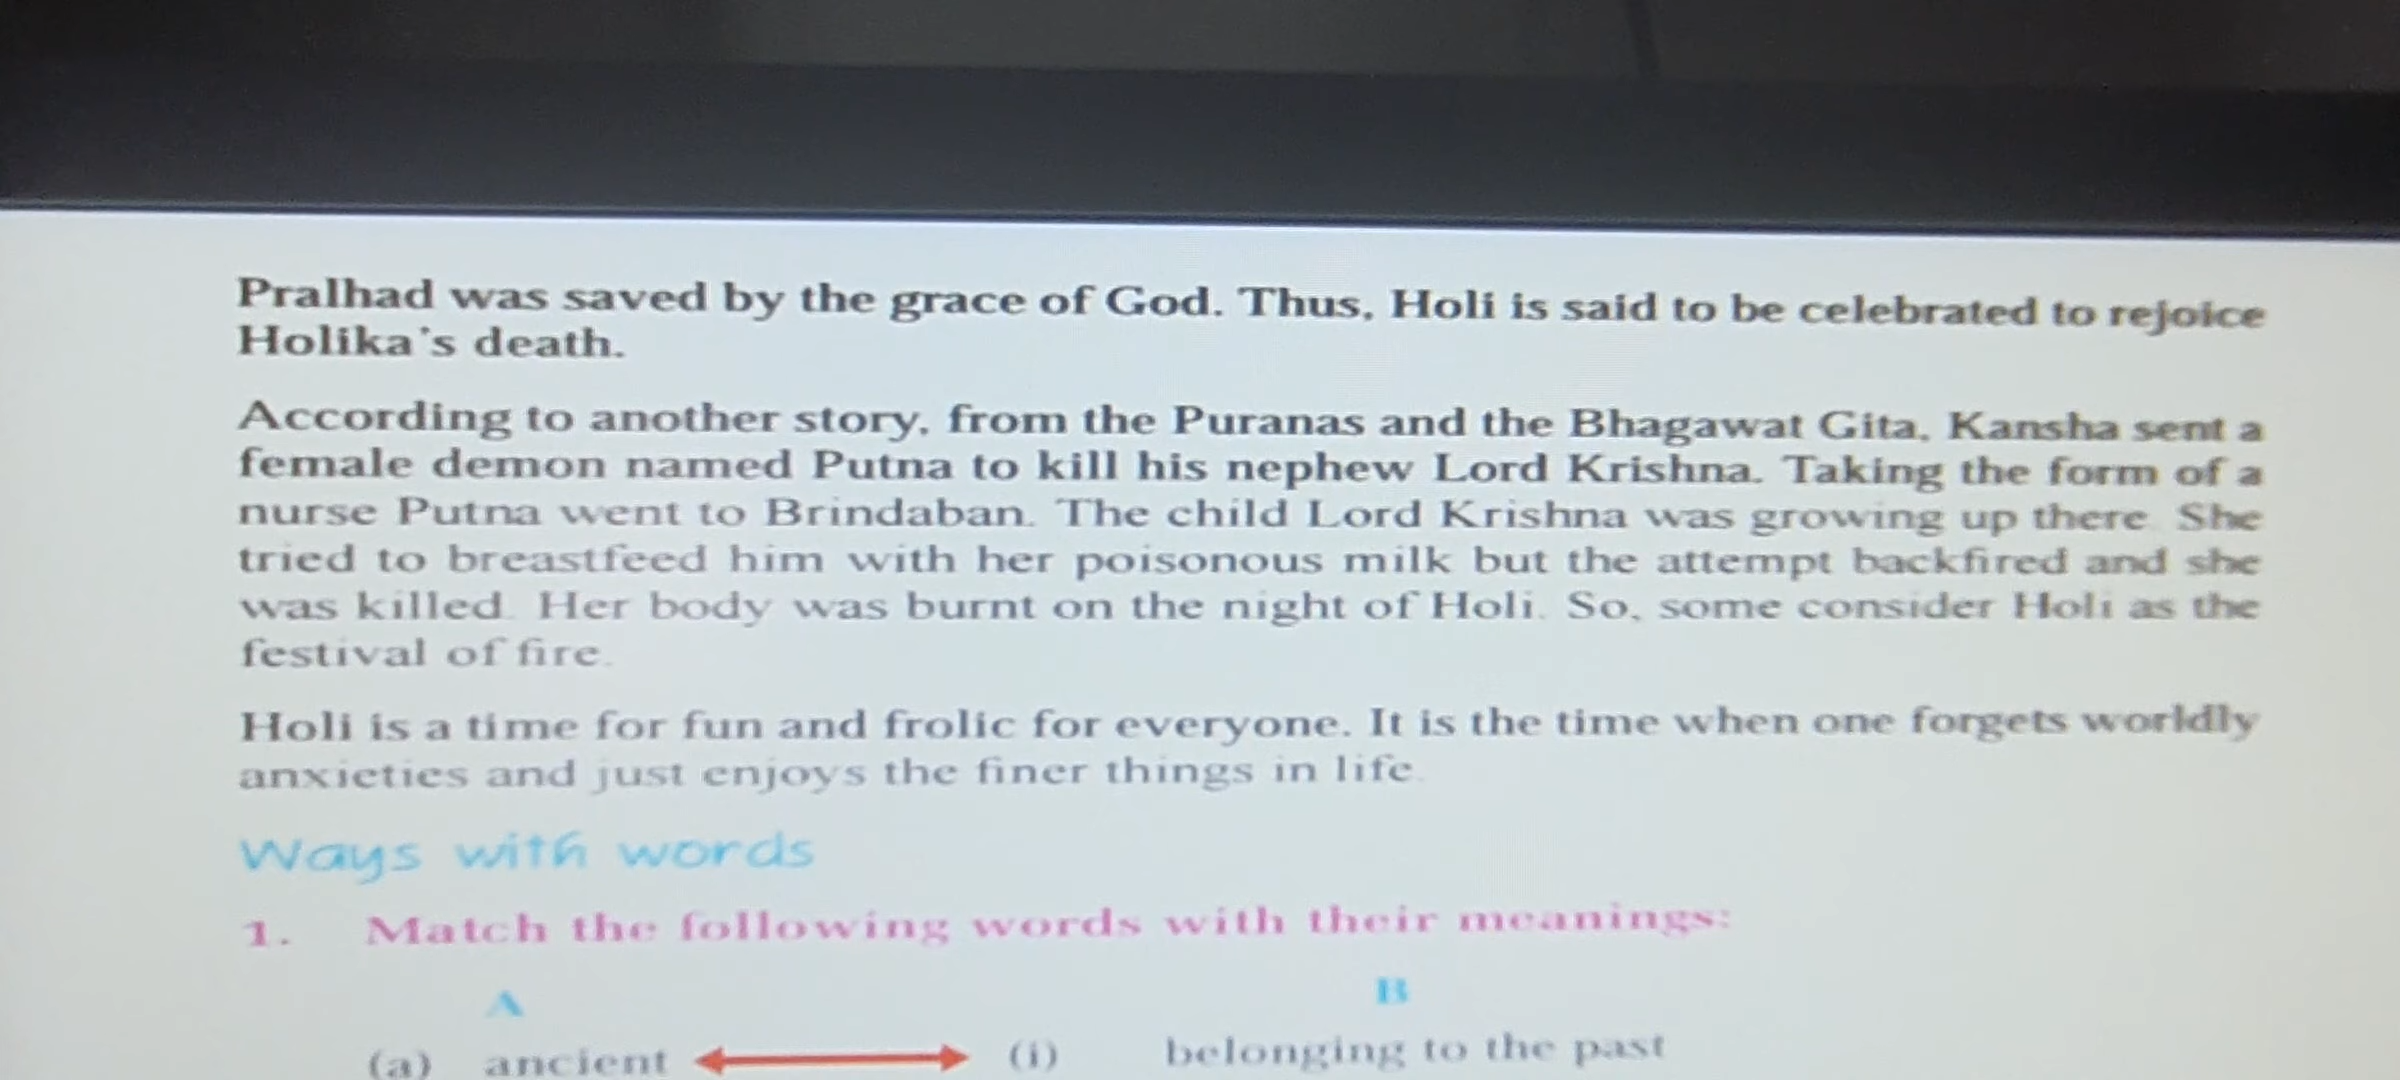 Pralhad was saved by the grace of God. Thus, Holi is said to be celebrated to rejoice
Holika's death.
According to another story, from the Puranas and the Bhagawat Gita, Kansha sent a
female demon named Putna to kill his nephew Lord Krishna. Taking the form of a
nurse Putna went to Brindaban. The child Lord Krishna was growing up there. She
tried to breastfeed him with her poisonous milk but the attempt backfired and she
was killed. Her body was burnt on the night of Holi. So, some consider Holi as the
festival of fire.
Holi is a time for fun and frolic for everyone. It is the time when one forgets worldly
anxieties and just enjoys the finer things in life.
Ways with words
1. Match the following words with their meanings:
A B
(a) ancient (i) belonging to the past